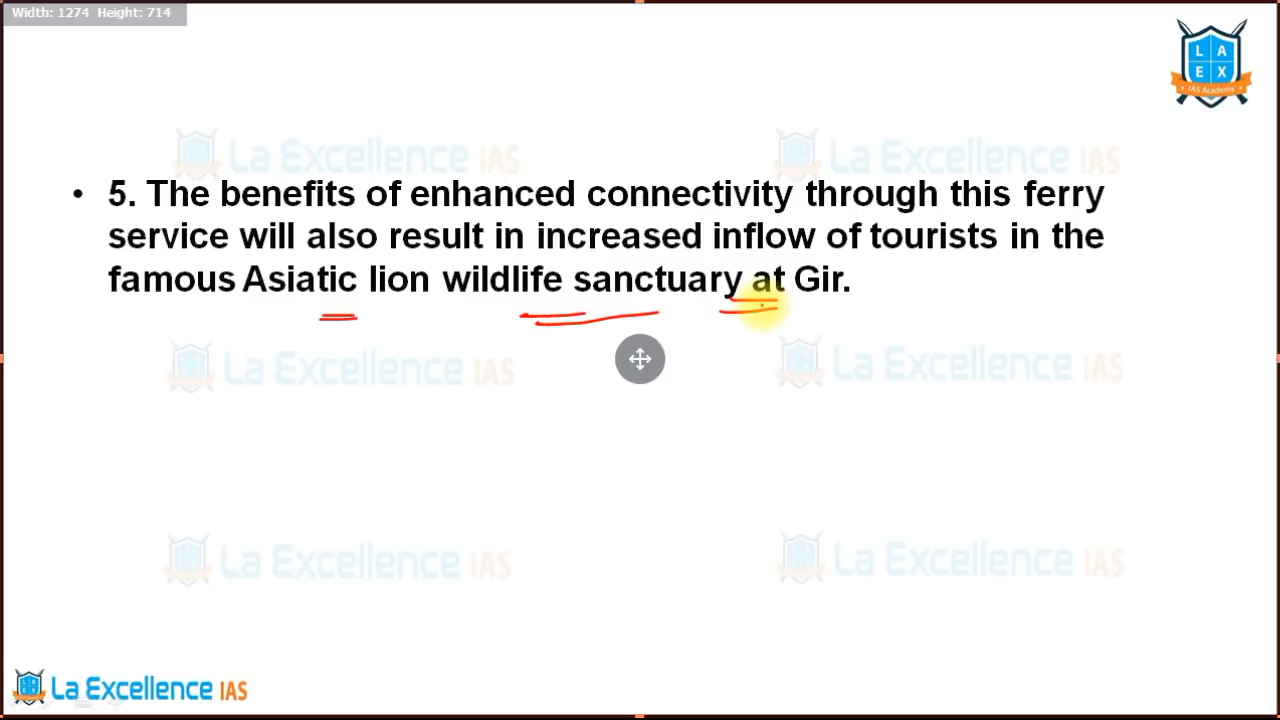 Width: 1274 Height: 714
L A
E X
IAS Academy
La Excellence IAS La Excellence IAS
• 5. The benefits of enhanced connectivity through this ferry
service will also result in increased inflow of tourists in the
famous Asiatic lion wildlife sanctuary at Gir.
La Excellence IAS La Excellence IAS
La Excellence IAS La Excellence IAS
La Excellence IAS